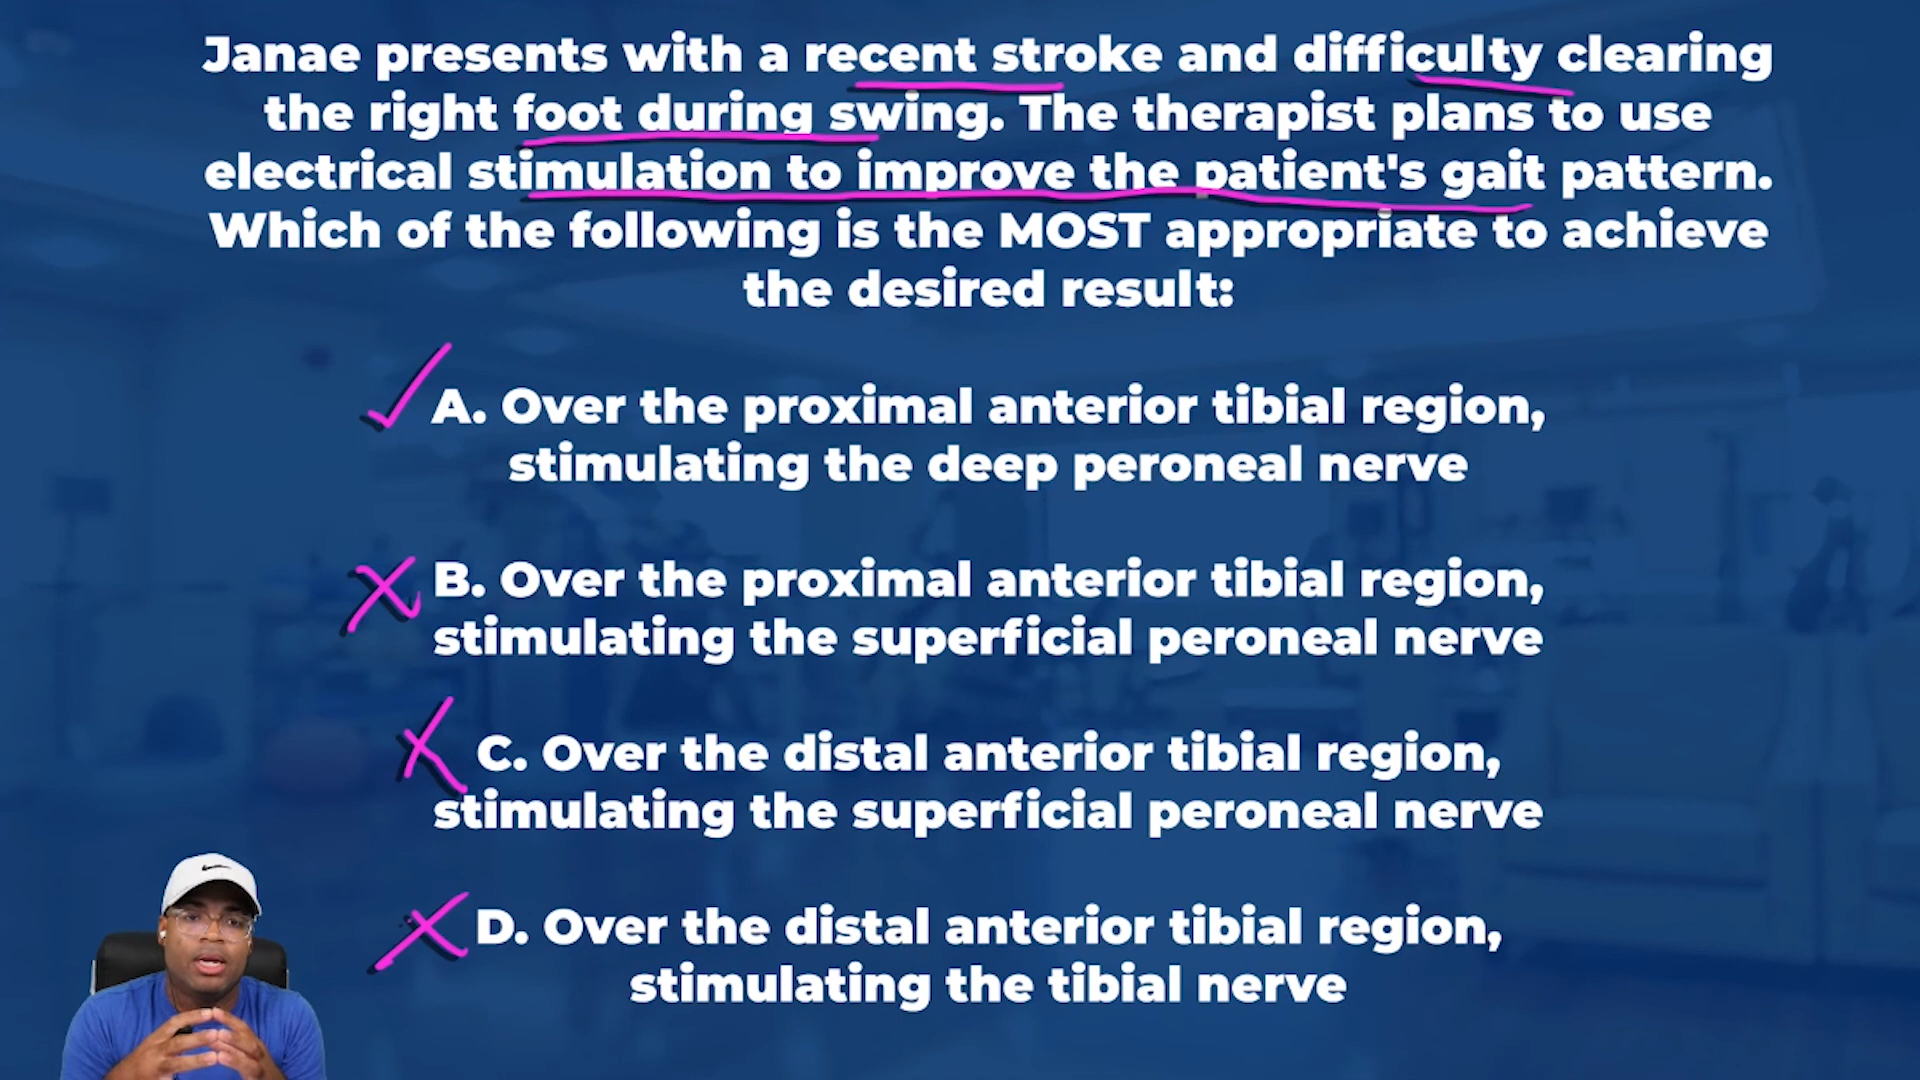 Janae presents with a recent stroke and difficulty clearing
the right foot during swing. The therapist plans to use
electrical stimulation to improve the patient's gait pattern.
Which of the following is the MOST appropriate to achieve
the desired result:
A. Over the proximal anterior tibial region,
stimulating the deep peroneal nerve
B. Over the proximal anterior tibial region,
stimulating the superficial peroneal nerve
C. Over the distal anterior tibial region,
stimulating the superficial peroneal nerve
D. Over the distal anterior tibial region,
stimulating the tibial nerve